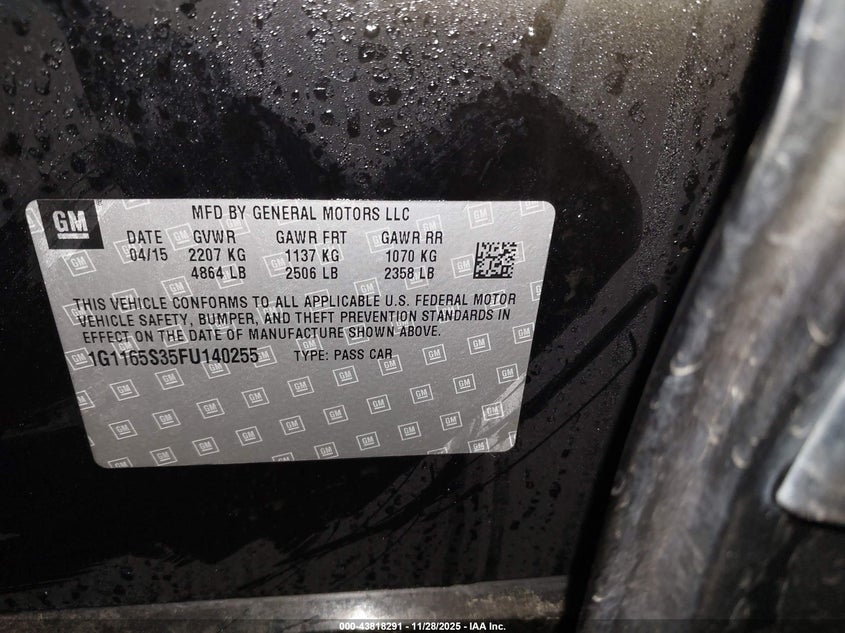 GM
MFD BY GENERAL MOTORS LLC
DATE GVWR GAWR FRT GAWR RR
04/15 2207 KG 1137 KG 1070 KG
4864 LB 2506 LB 2358 LB
THIS VEHICLE CONFORMS TO ALL APPLICABLE U.S. FEDERAL MOTOR
VEHICLE SAFETY, BUMPER, AND THEFT PREVENTION STANDARDS IN
EFFECT ON THE DATE OF MANUFACTURE SHOWN ABOVE.
1G1165S35FU140255 TYPE: PASS CAR
000-43818291 - 11/28/2025 - IAA Inc.